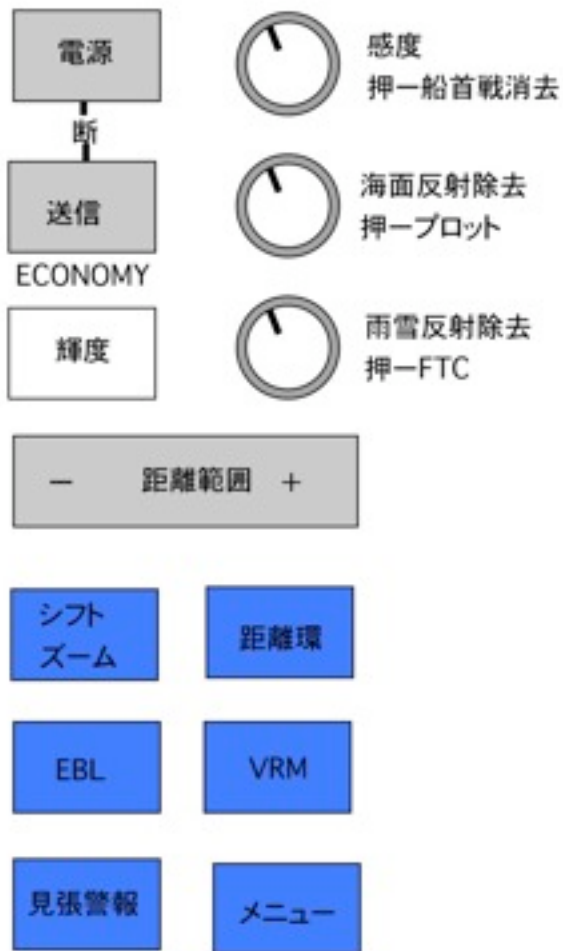 電源
感度
押ー船首戦消去
断
送信
海面反射除去
押ープロット
ECONOMY
輝度
雨雪反射除去
押ーFTC
－ 距離範囲 ＋
シフト
ズーム
距離環
EBL
VRM
見張警報
メニュー